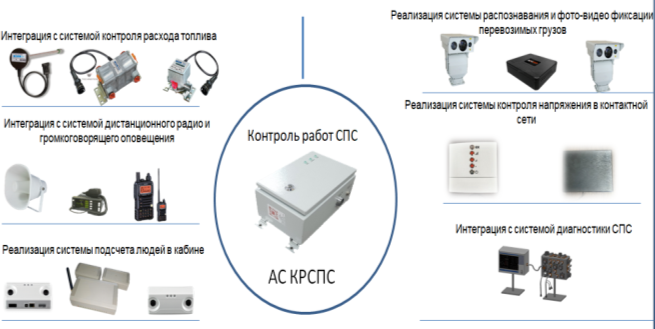 Интеграция с системой контроля расхода топлива
Интеграция с системой дистанционного радио и
громкоговорящего оповещения
Реализация системы подсчета людей в кабине
Контроль работ СПС
АС КРСПС
Реализация системы распознавания и фото-видео фиксации
перевозимых грузов
Реализация системы контроля напряжения в контактной
сети
Интеграция с системой диагностики СПС